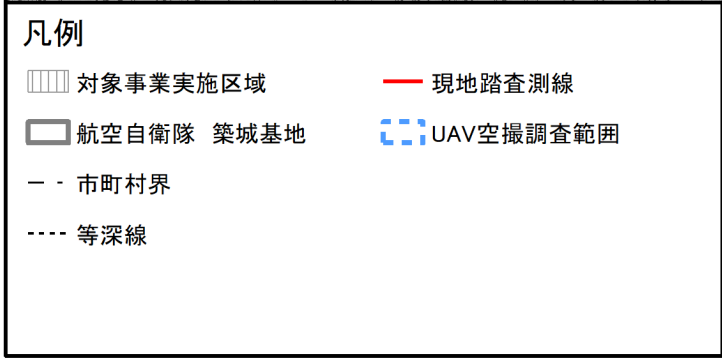 凡例
対象事業実施区域
現地踏査測線
航空自衛隊 築城基地
UAV空撮調査範囲
市町村界
等深線